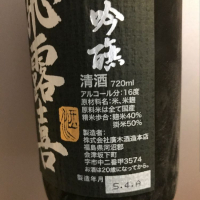 飛露喜
吟醸
清酒 720ml
アルコール分:16度
原材料名:米、米麹
原料米は全て国産
精米歩合:麹米40%
掛米50%
製造者:
株式会社廣木酒造本店
福島県河沼郡
会津坂下町
字市中二番甲3574
お酒は20歳になってから
製造年月 5.4.